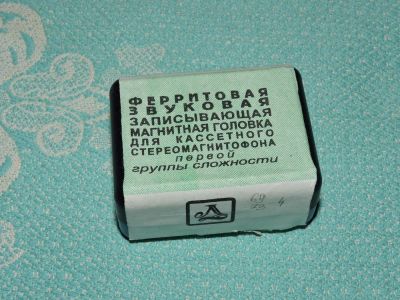 ФЕРРИТОВАЯ
ЗВУКОВАЯ
ЗАПИСЫВАЮЩАЯ
МАГНИТНАЯ ГОЛОВКА
ДЛЯ КАССЕТНОГО
СТЕРЕОМАГНИТОФОНА
первой
группы сложности